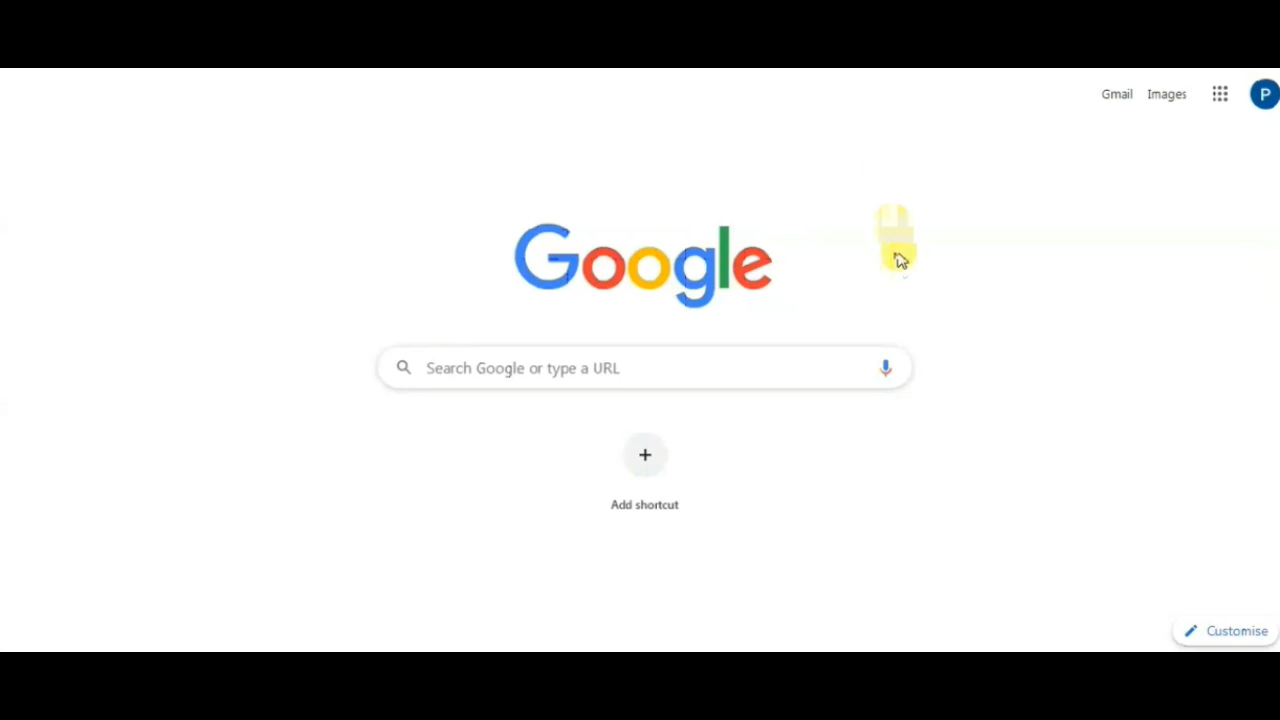 Gmail Images
P
Google
Search Google or type a URL
Add shortcut
Customise